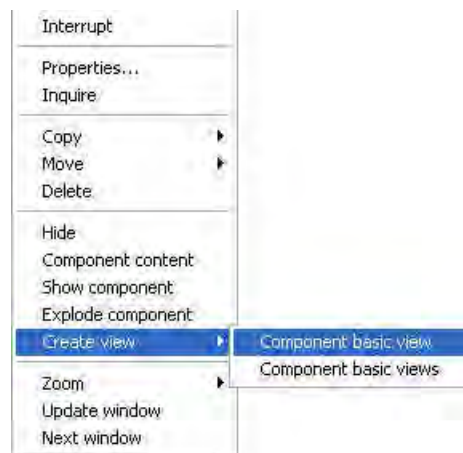 Interrupt
Properties...
Inquire
Copy
Move
Delete
Hide
Component content
Show component
Explode component
Create view
Component basic view
Component basic views
Zoom
Update window
Next window